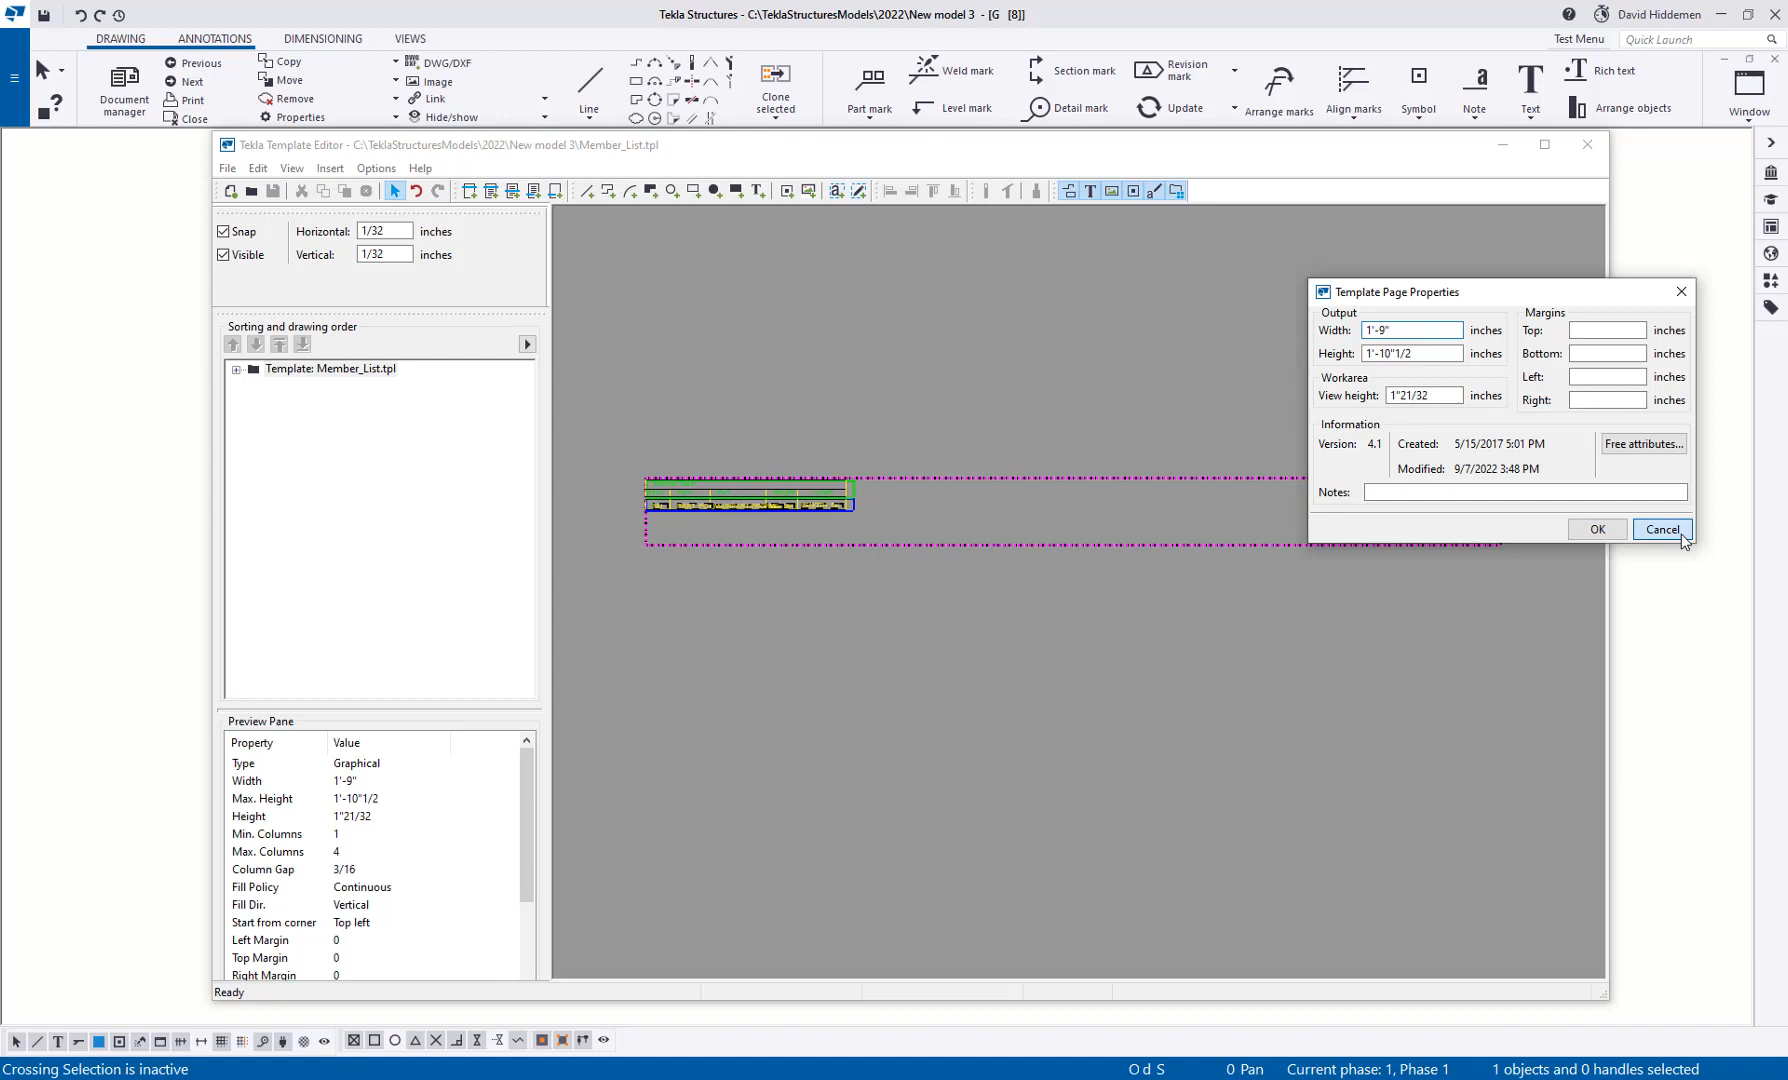 Tekla Structures - C:\TeklaStructuresModels\2022\New model 3 - [G [8]]
David Hiddemen
DRAWING ANNOTATIONS DIMENSIONING VIEWS
Test Menu
Quick Launch
Document manager
Previous
Next
Print
Close
Copy
Move
Remove
Properties
DWG/DXF
Image
Link
Hide/show
Line
Clone selected
Part mark
Weld mark
Level mark
Section mark
Detail mark
Revision mark
Update
Arrange marks
Align marks
Symbol
Note
Text
Rich text
Arrange objects
Window
Tekla Template Editor - C:\TeklaStructuresModels\2022\New model 3\Member_List.tpl
File Edit View Insert Options Help
Snap
Horizontal: 1/32 inches
Visible
Vertical: 1/32 inches
Sorting and drawing order
Template: Member_List.tpl
Preview Pane
Property Value
Type Graphical
Width 1'-9"
Max. Height 1'-10"1/2
Height 1"21/32
Min. Columns 1
Max. Columns 4
Column Gap 3/16
Fill Policy Continuous
Fill Dir. Vertical
Start from corner Top left
Left Margin 0
Top Margin 0
Right Margin 0
Ready
Template Page Properties
Output
Width: 1'-9" inches
Height: 1'-10"1/2 inches
Workarea
View height: 1"21/32 inches
Margins
Top: inches
Bottom: inches
Left: inches
Right: inches
Information
Version: 4.1 Created: 5/15/2017 5:01 PM
Free attributes...
Modified: 9/7/2022 3:48 PM
Notes:
OK Cancel
Crossing Selection is inactive
O d S
0 Pan
Current phase: 1, Phase 1
1 objects and 0 handles selected